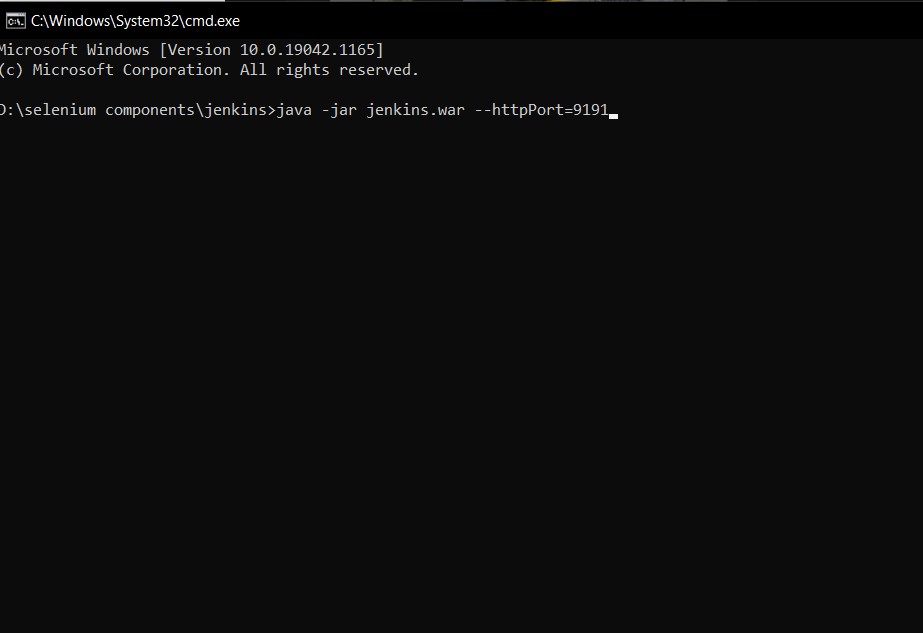 C:\Windows\System32\cmd.exe
Microsoft Windows [Version 10.0.19042.1165]
(c) Microsoft Corporation. All rights reserved.
D:\selenium components\jenkins>java -jar jenkins.war --httpPort=9191